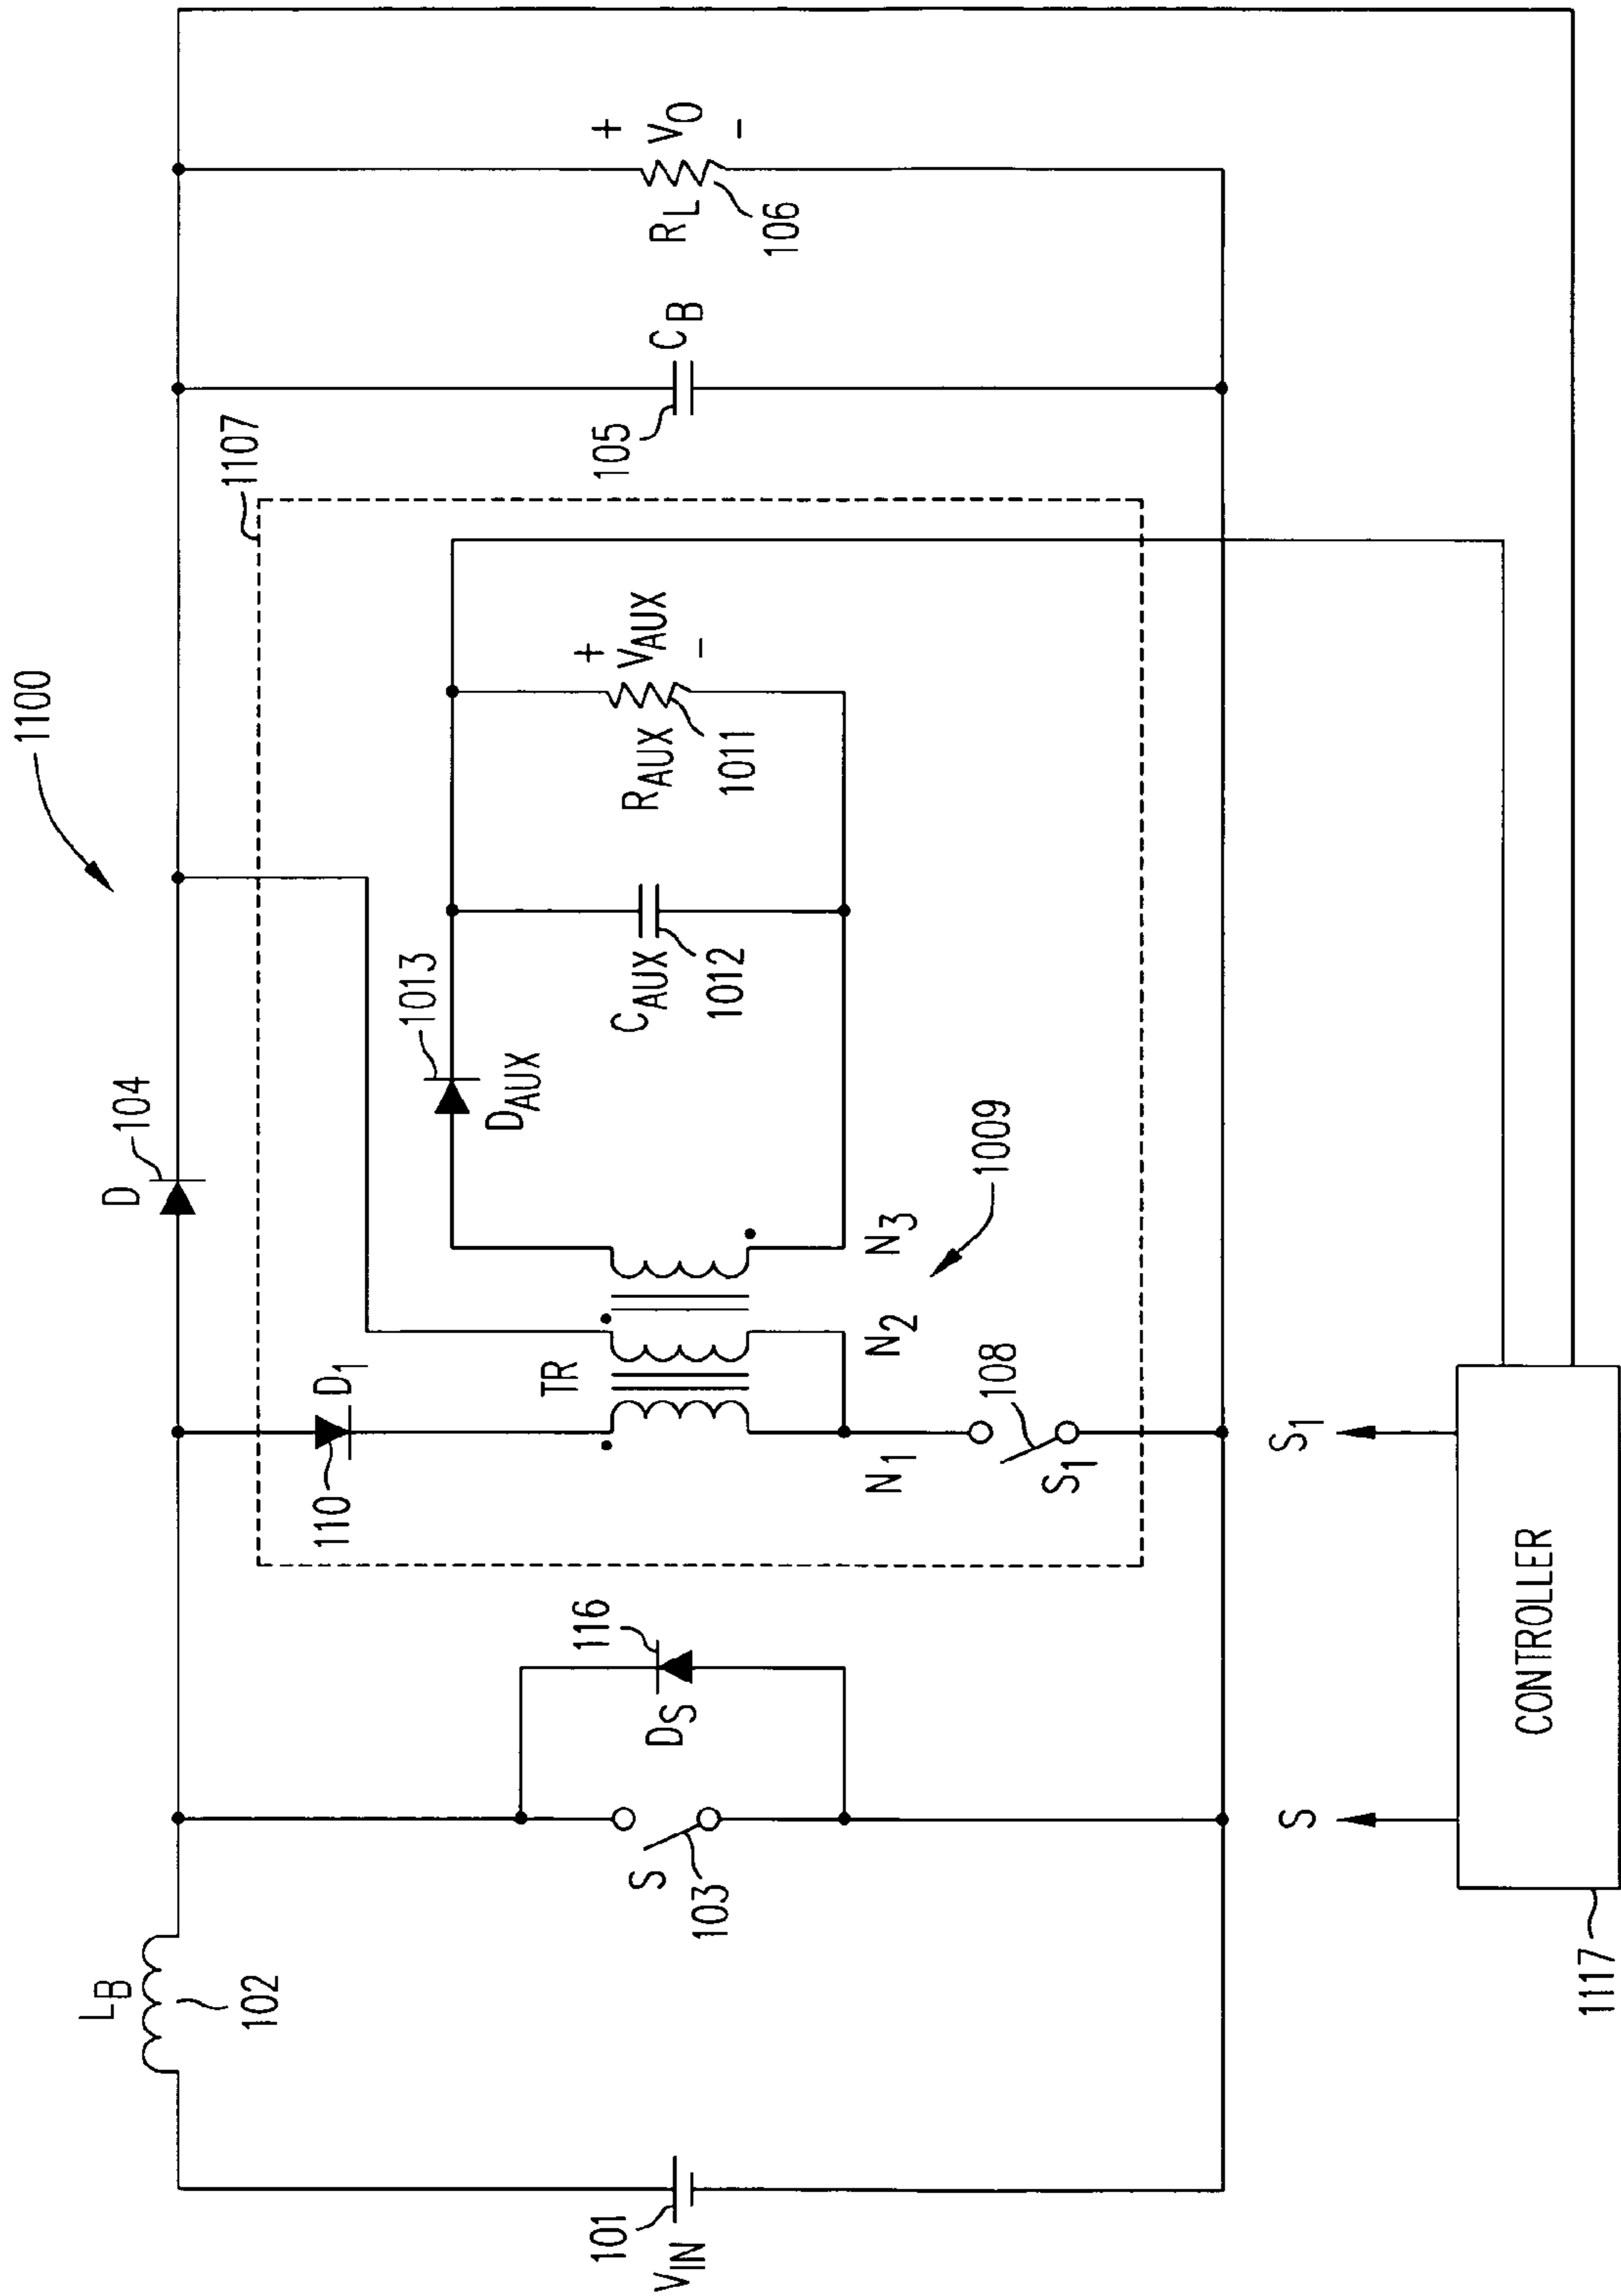 1100
L_B
102
V_IN
101
S
103
D_S
116
D
104
1107
110
D_1
TR
N_1
N_2
N_3
1009
S_1
108
1013
D_AUX
C_AUX
1012
R_AUX
1011
+
V_AUX
-
105
C_B
R_L
106
+
V_O
-
S
S_1
CONTROLLER
1117